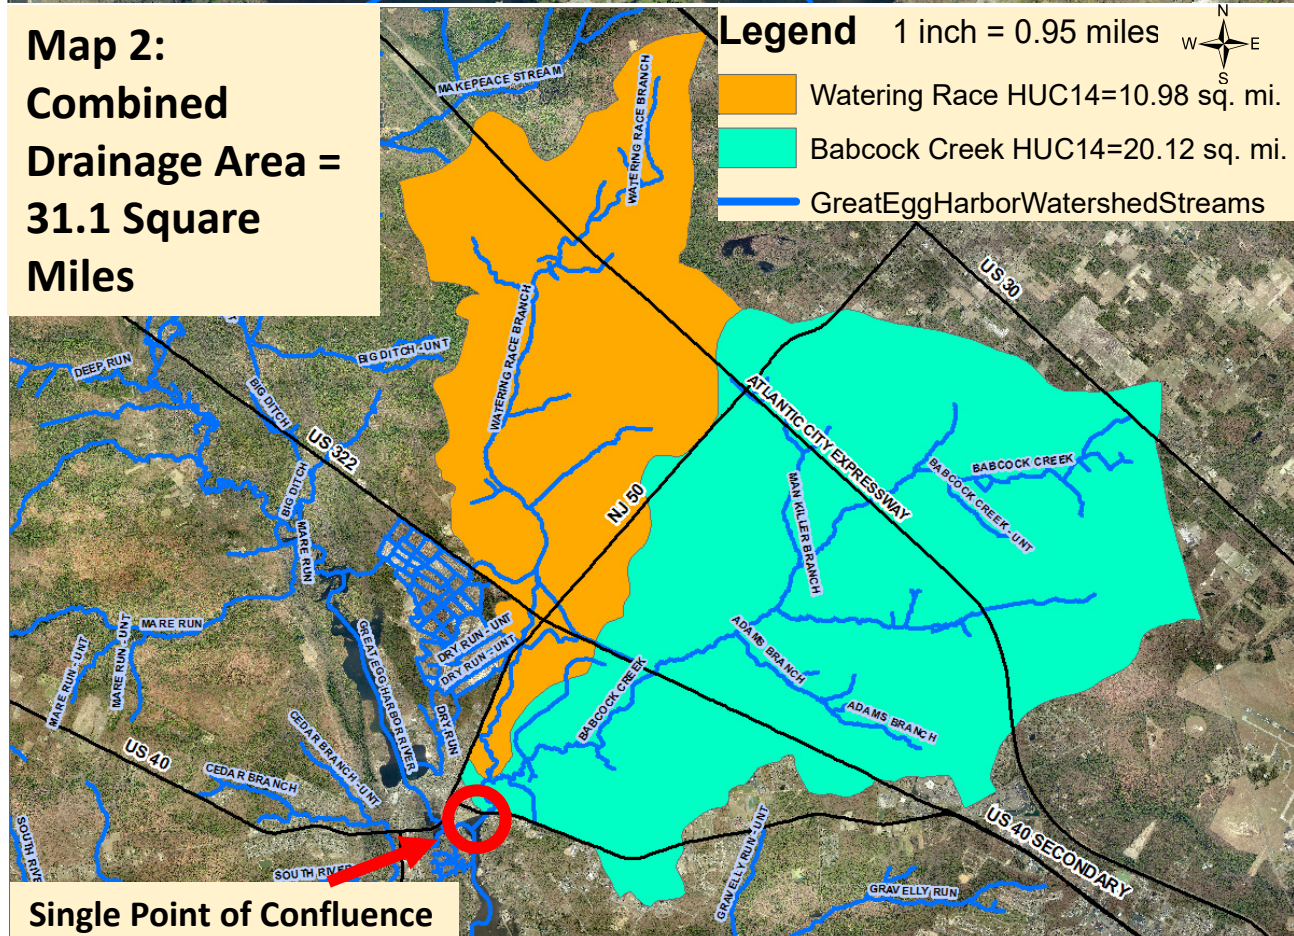 Map 2:
Combined
Drainage Area =
31.1 Square
Miles
Legend
1 inch = 0.95 miles
N
W E
S
Watering Race HUC14=10.98 sq. mi.
Babcock Creek HUC14=20.12 sq. mi.
GreatEggHarborWatershedStreams
MAKEPEACE STREAM
WATERING RACE BRANCH
US 30
WATERING RACE BRANCH
BIG DITCH - UNT
DEEP RUN
BIG DITCH
US 322
ATLANTIC CITY EXPRESSWAY
NJ 50
BIG DITCH
MARE RUN
MAN KILLER BRANCH
BABCOCK CREEK
BABCOCK CREEK - UNT
MARE RUN
MARE RUN - UNT
MARE RUN - UNT
DRY RUN - UNT
DRY RUN - UNT
DRY RUN
GREAT EGG HARBOR RIVER
ADAMS BRANCH
ADAMS BRANCH
BABCOCK CREEK
CEDAR BRANCH - UNT
CEDAR BRANCH
US 40
SOUTH RIVER
SOUTH RIVE
US 40 SECONDARY
GRAVELLY RUN - UNT
GRAVELLY RUN
Single Point of Confluence